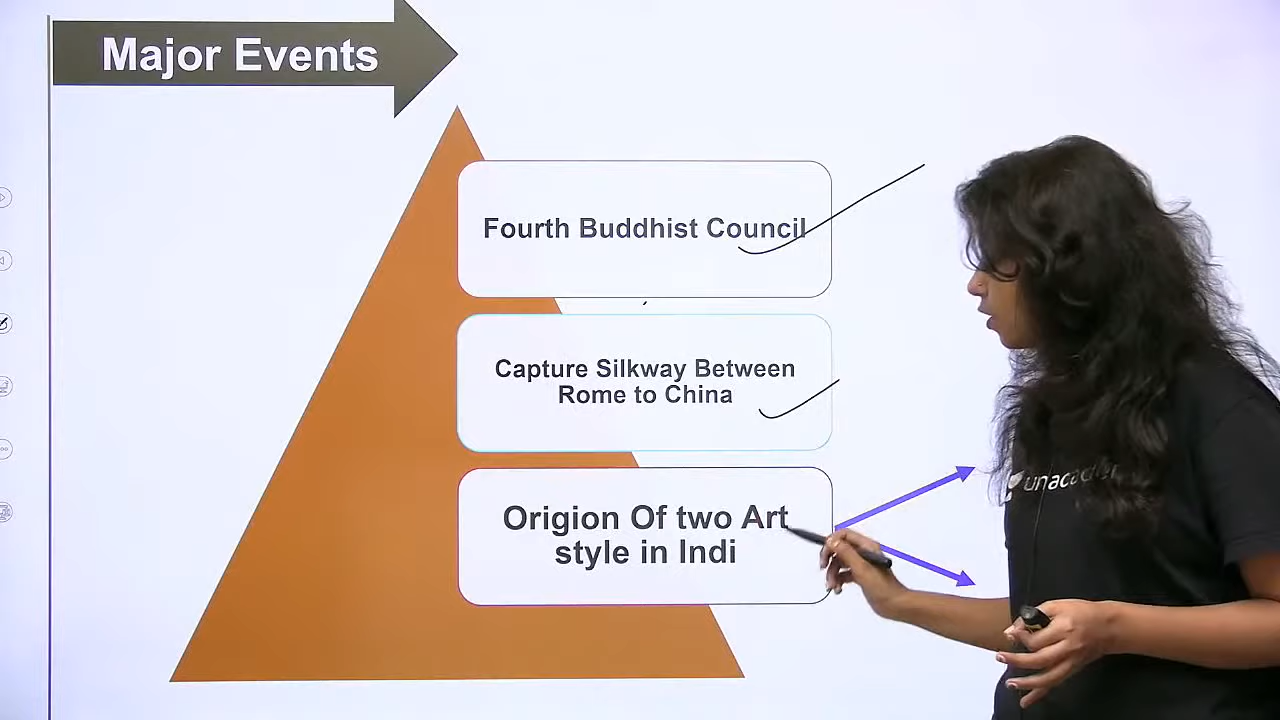 Major Events
Fourth Buddhist Council
Capture Silkway Between
Rome to China
Origion Of two Art
style in Indi